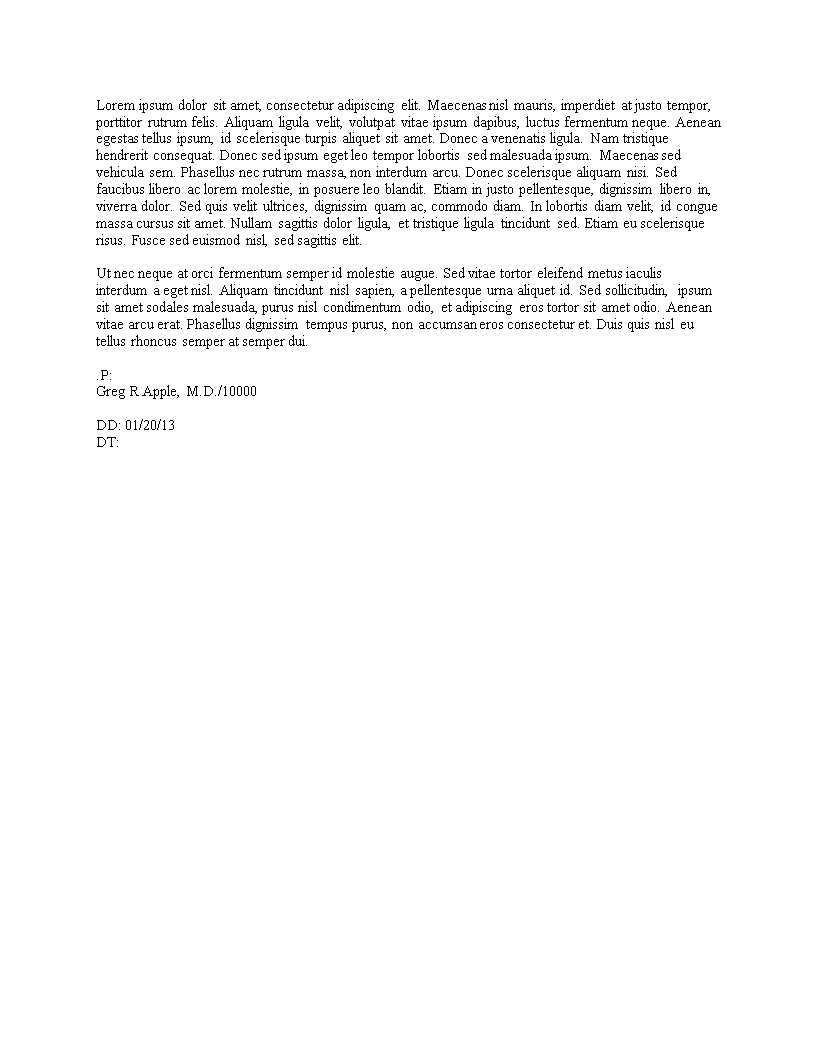 Lorem ipsum dolor sit amet, consectetur adipiscing elit. Maecenas nisl mauris, imperdiet at justo tempor,
porttitor rutrum felis. Aliquam ligula velit, volutpat vitae ipsum dapibus, luctus fermentum neque. Aenean
egestas tellus ipsum, id scelerisque turpis aliquet sit amet. Donec a venenatis ligula. Nam tristique
hendrerit consequat. Donec sed ipsum eget leo tempor lobortis sed malesuada ipsum. Maecenas sed
vehicula sem. Phasellus nec rutrum massa, non interdum arcu. Donec scelerisque aliquam nisi. Sed
faucibus libero ac lorem molestie, in posuere leo blandit. Etiam in justo pellentesque, dignissim libero in,
viverra dolor. Sed quis velit ultrices, dignissim quam ac, commodo diam. In lobortis diam velit, id congue
massa cursus sit amet. Nullam sagittis dolor ligula, et tristique ligula tincidunt sed. Etiam eu scelerisque
risus. Fusce sed euismod nisl, sed sagittis elit.
Ut nec neque at orci fermentum semper id molestie augue. Sed vitae tortor eleifend metus iaculis
interdum a eget nisl. Aliquam tincidunt nisl sapien, a pellentesque urna aliquet id. Sed sollicitudin, ipsum
sit amet sodales malesuada, purus nisl condimentum odio, et adipiscing eros tortor sit amet odio. Aenean
vitae arcu erat. Phasellus dignissim tempus purus, non accumsan eros consectetur et. Duis quis nisl eu
tellus rhoncus semper at semper dui.
.P:
Greg R Apple, M.D./10000
DD: 01/20/13
DT: